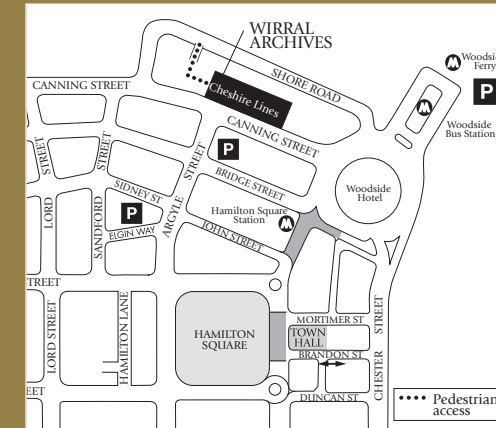 WIRRAL
ARCHIVES
Woodsi
Ferry
SHORE ROAD
P
CANNING STREET
Cheshire Lines
Woodside
Bus Station
CANNING STREET
STREET
STREET
STREET
P
BRIDGE STREET
SIDNEY ST
Woodside
Hotel
LORD
SANDFORD
P
ARGYLE
Hamilton Square
Station
ELGIN WAY
JOHN STREET
TREET
LORD STREET
HAMILTON LANE
HAMILTON
SQUARE
MORTIMER ST
TOWN
HALL
BRANDON ST
CHESTER
STREET
EET
DUNCAN ST
Pedestrian
access